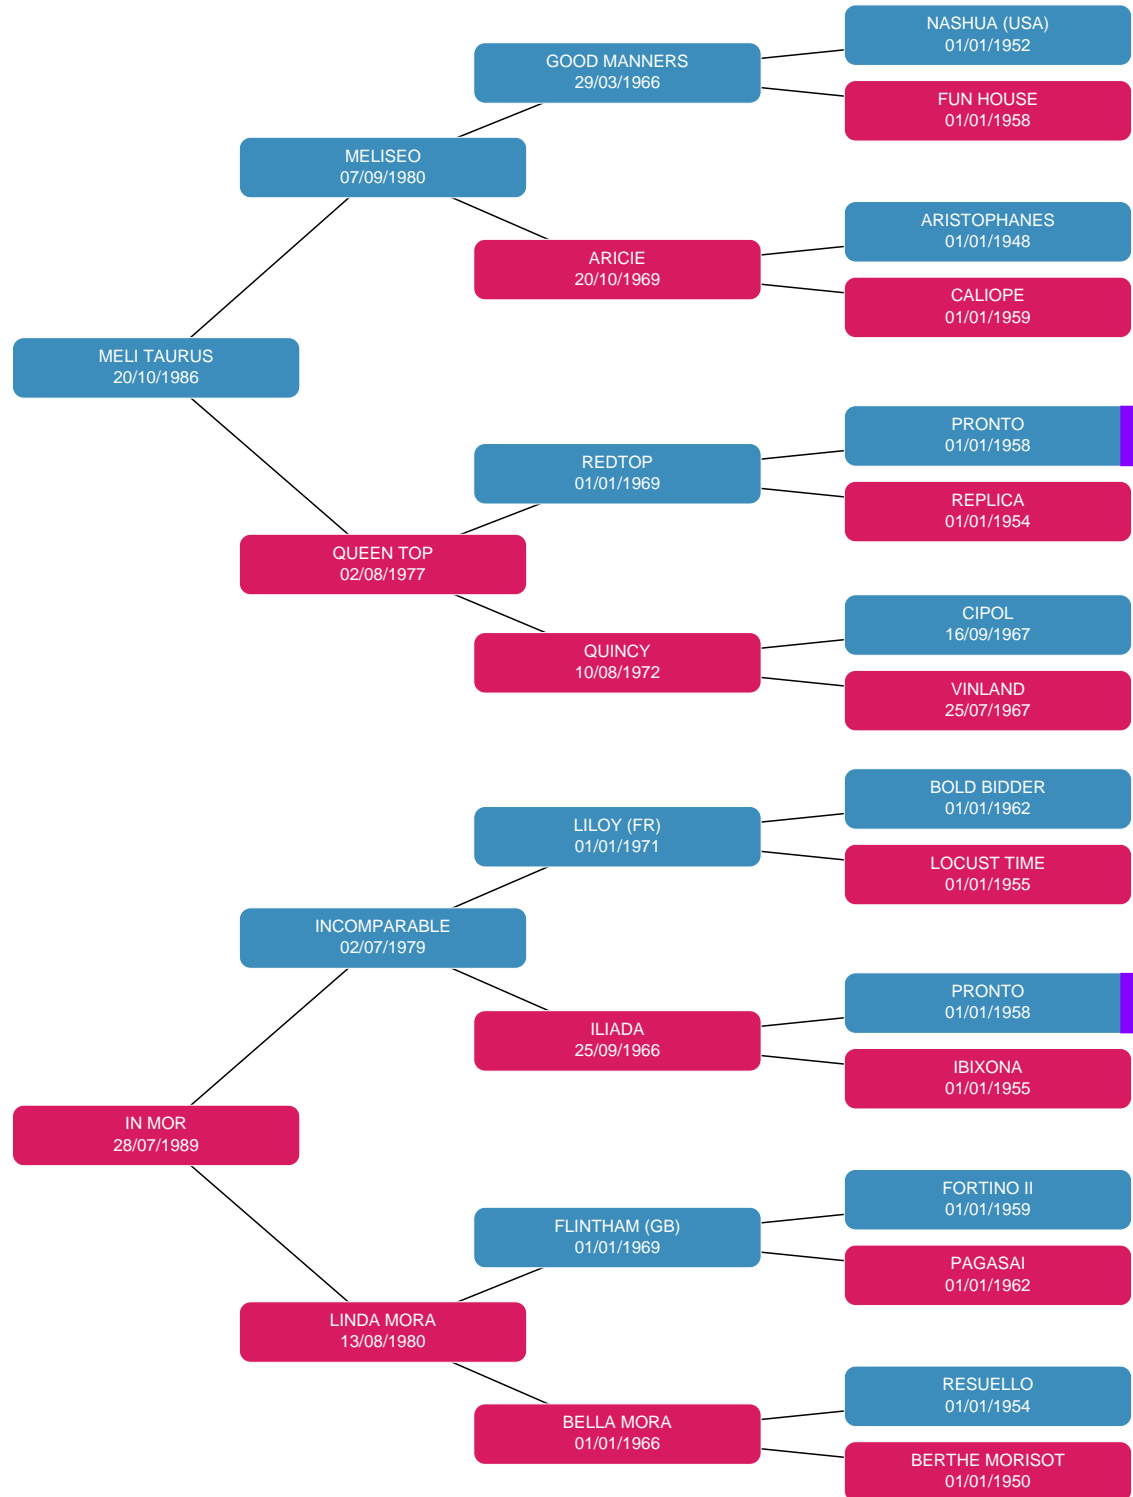 NASHUA (USA)
01/01/1952
GOOD MANNERS
29/03/1966
FUN HOUSE
01/01/1958
MELISEO
07/09/1980
ARISTOPHANES
01/01/1948
ARICIE
20/10/1969
CALIOPE
01/01/1959
MELI TAURUS
20/10/1986
PRONTO
01/01/1958
REDTOP
01/01/1969
REPLICA
01/01/1954
QUEEN TOP
02/08/1977
CIPOL
16/09/1967
QUINCY
10/08/1972
VINLAND
25/07/1967
BOLD BIDDER
01/01/1962
LILOY (FR)
01/01/1971
LOCUST TIME
01/01/1955
INCOMPARABLE
02/07/1979
PRONTO
01/01/1958
ILIADA
25/09/1966
IBIXONA
01/01/1955
IN MOR
28/07/1989
FORTINO II
01/01/1959
FLINTHAM (GB)
01/01/1969
PAGASAI
01/01/1962
LINDA MORA
13/08/1980
RESUELLO
01/01/1954
BELLA MORA
01/01/1966
BERTHE MORISOT
01/01/1950